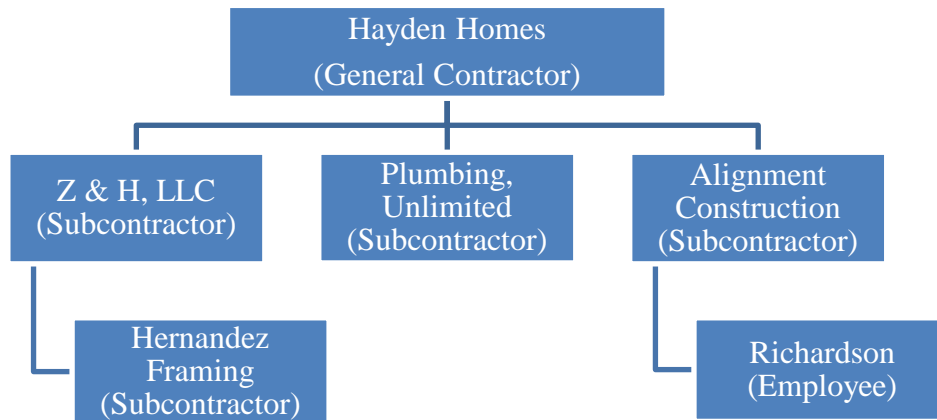 Hayden Homes
(General Contractor)
Z & H, LLC
(Subcontractor)
Plumbing,
Unlimited
(Subcontractor)
Alignment
Construction
(Subcontractor)
Hernandez
Framing
(Subcontractor)
Richardson
(Employee)